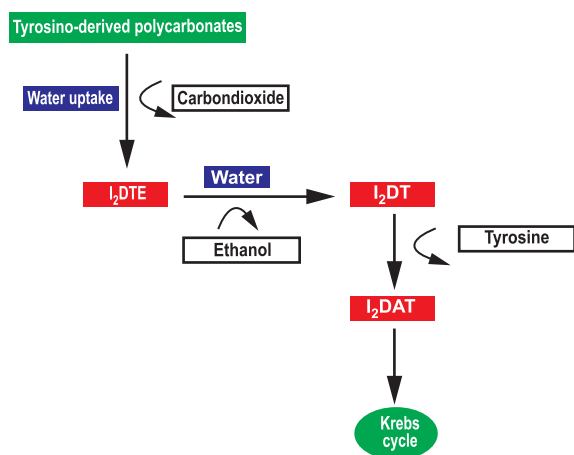 Tyrosino-derived polycarbonates
Water uptake
Carbondioxide
I₂DTE
Water
I₂DT
Ethanol
Tyrosine
I₂DAT
Krebs
cycle